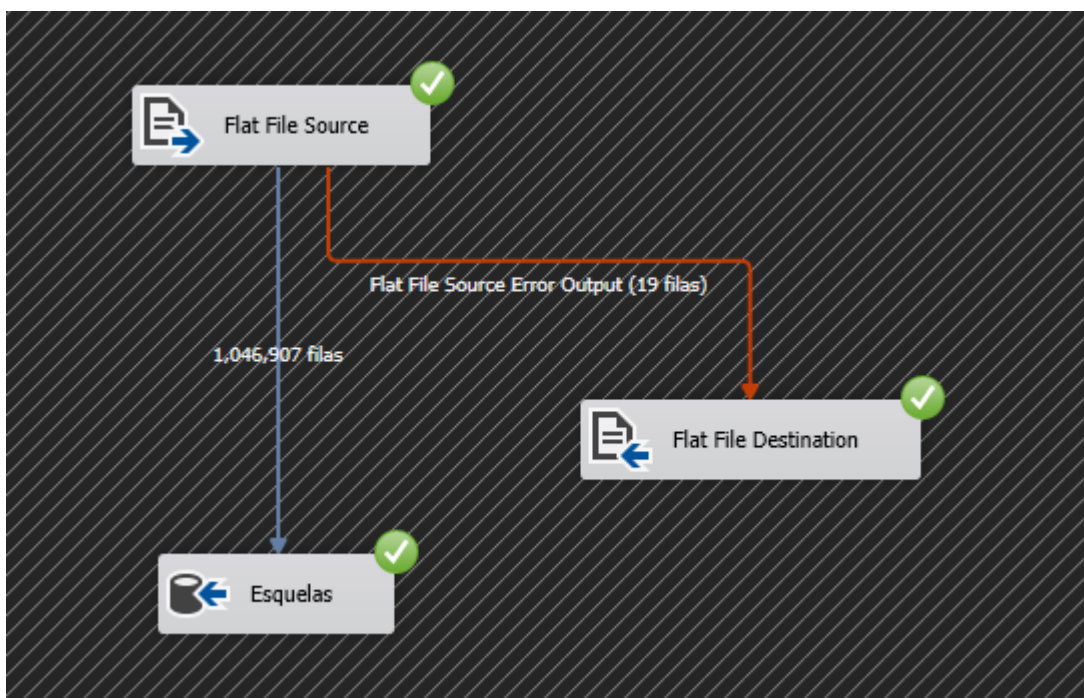 Flat File Source
Flat File Source Error Output (19 filas)
1,046,907 filas
Flat File Destination
Esquelas